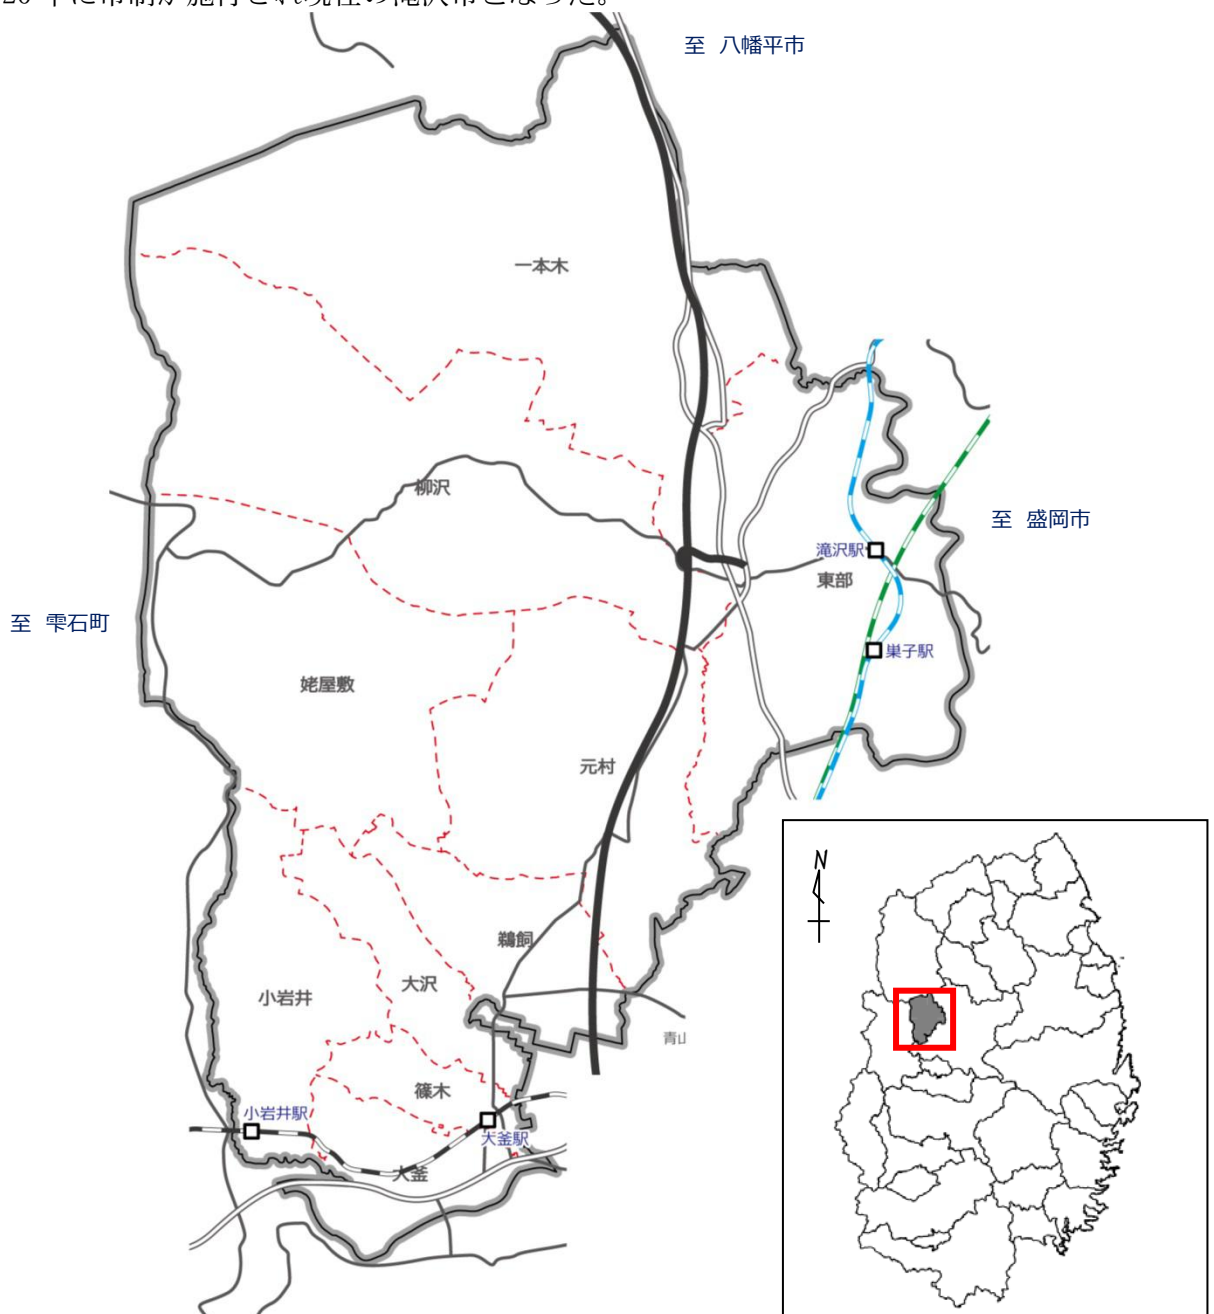 至 八幡平市
一本木
柳沢
至 盛岡市
滝沢駅
東部
至 雫石町
巣子駅
姥屋敷
元村
N
鵜飼
大沢
小岩井
青山
篠木
小岩井駅
大釜駅
大釜